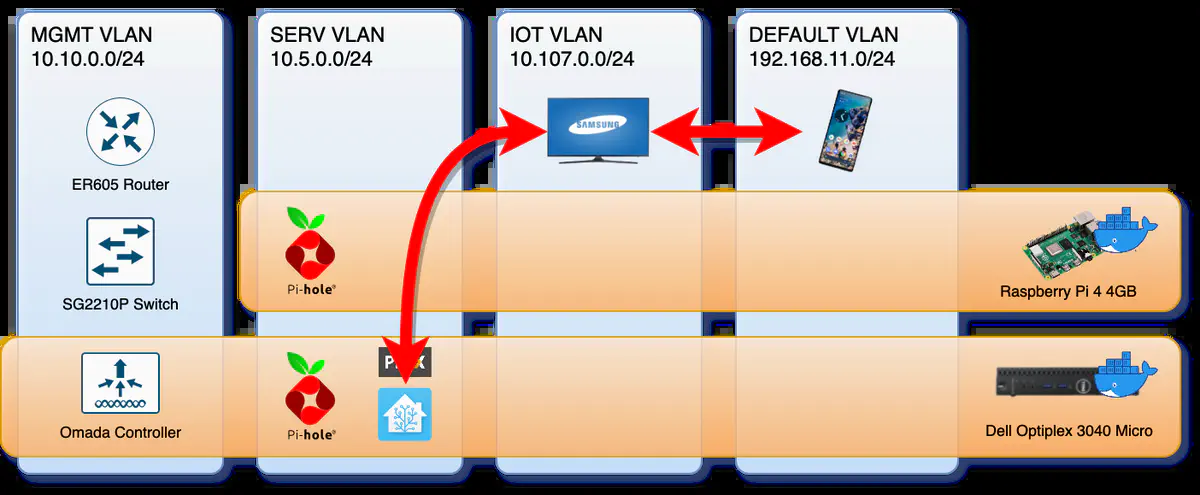 MGMT VLAN
10.10.0.0/24
ER605 Router
SG2210P Switch
Omada Controller
SERV VLAN
10.5.0.0/24
Pi-hole®
Pi-hole®
IOT VLAN
10.107.0.0/24
SAMSUNG
DEFAULT VLAN
192.168.11.0/24
Raspberry Pi 4 4GB
Dell Optiplex 3040 Micro